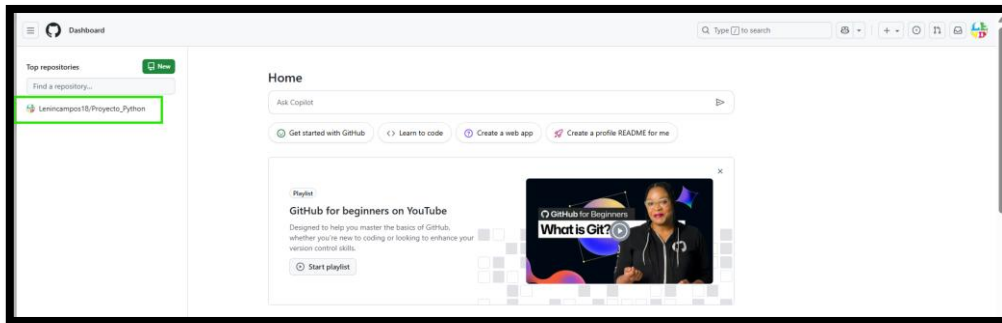 Dashboard
Type / to search
Top repositories
New
Find a repository...
Lenincampos18/Proyecto_Python
Home
Ask Copilot
Get started with GitHub
Learn to code
Create a web app
Create a profile README for me
Playlist
GitHub for beginners on YouTube
Designed to help you master the basics of GitHub,
whether you're new to coding or looking to enhance your
version control skills.
Start playlist
GitHub for Beginners
What is Git?